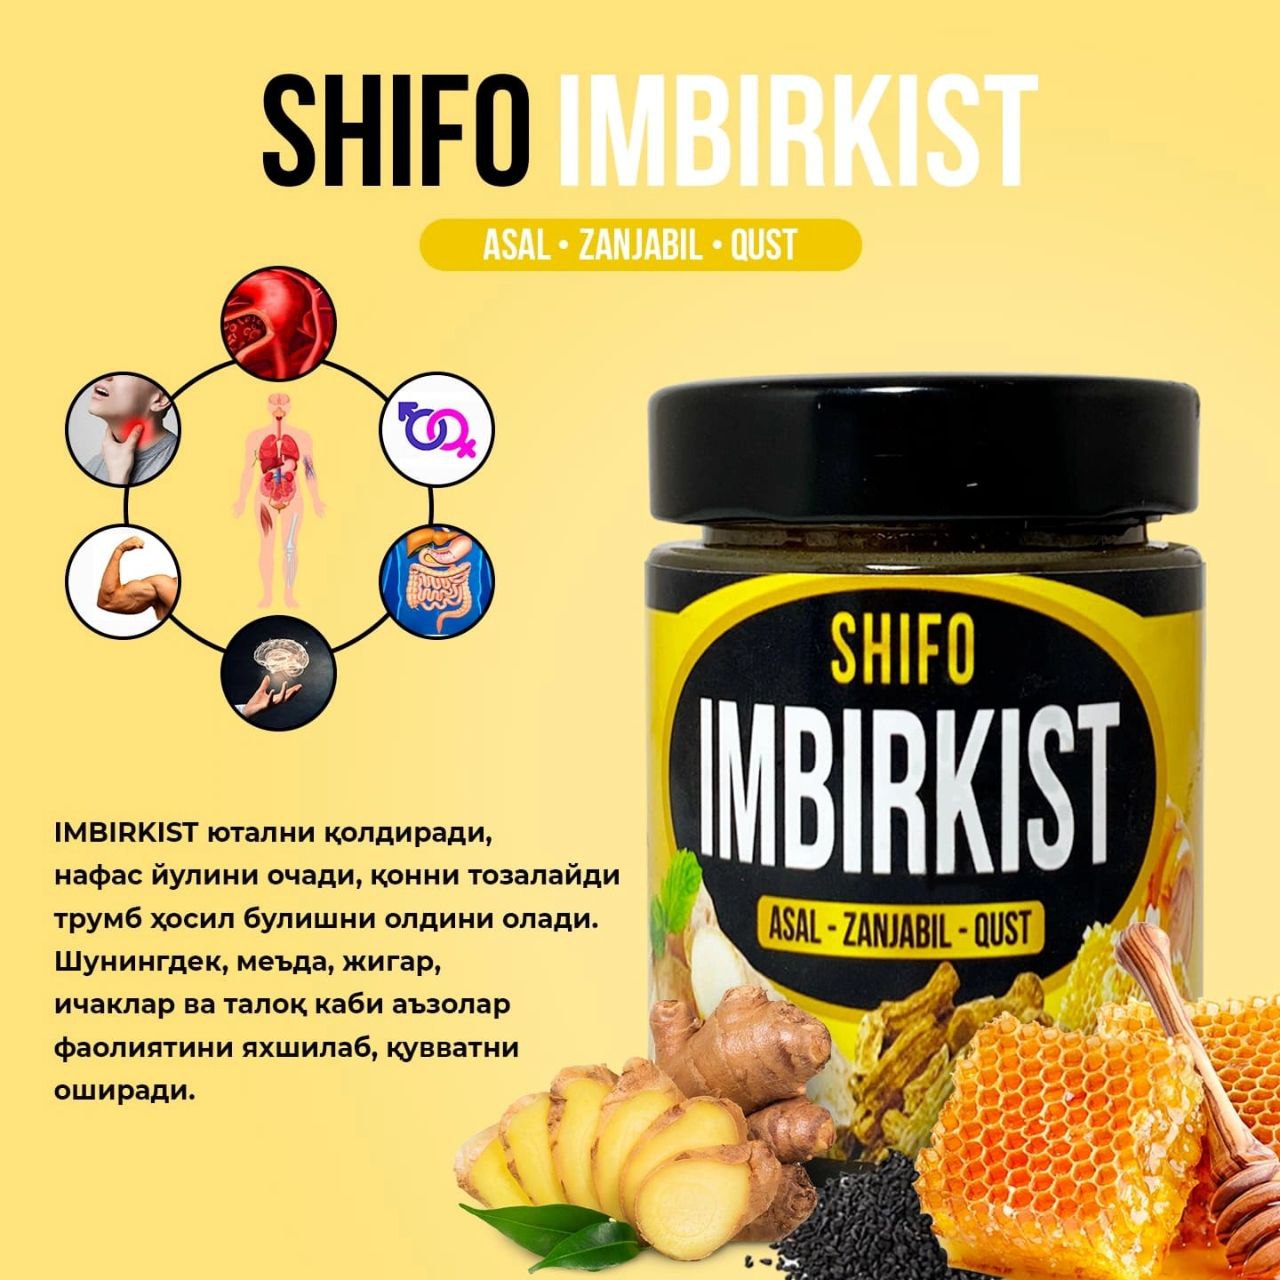 SHIFO IMBIRKIST
ASAL • ZANJABIL • QUST
IMBIRKIST ютални қолдиради,
нафас йулини очади, қонни тозалайди
трумб ҳосил булишни олдини олади.
Шунингдек, меъда, жигар,
ичаклар ва талоқ каби аъзолар
фаолиятини яхшилаб, қувватни
оширади.
SHIFO
IMBIRKIST
ASAL - ZANJABIL - QUST